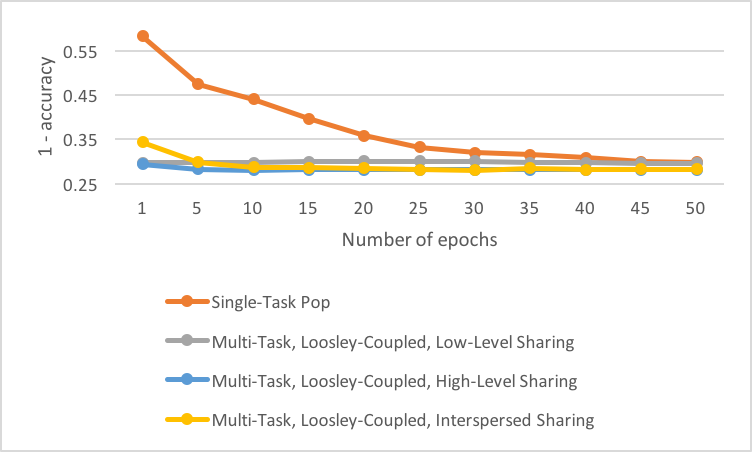 1 - accuracy
0.55
0.45
0.35
0.25
1 5 10 15 20 25 30 35 40 45 50
Number of epochs
Single-Task Pop
Multi-Task, Loosley-Coupled, Low-Level Sharing
Multi-Task, Loosley-Coupled, High-Level Sharing
Multi-Task, Loosley-Coupled, Interspersed Sharing